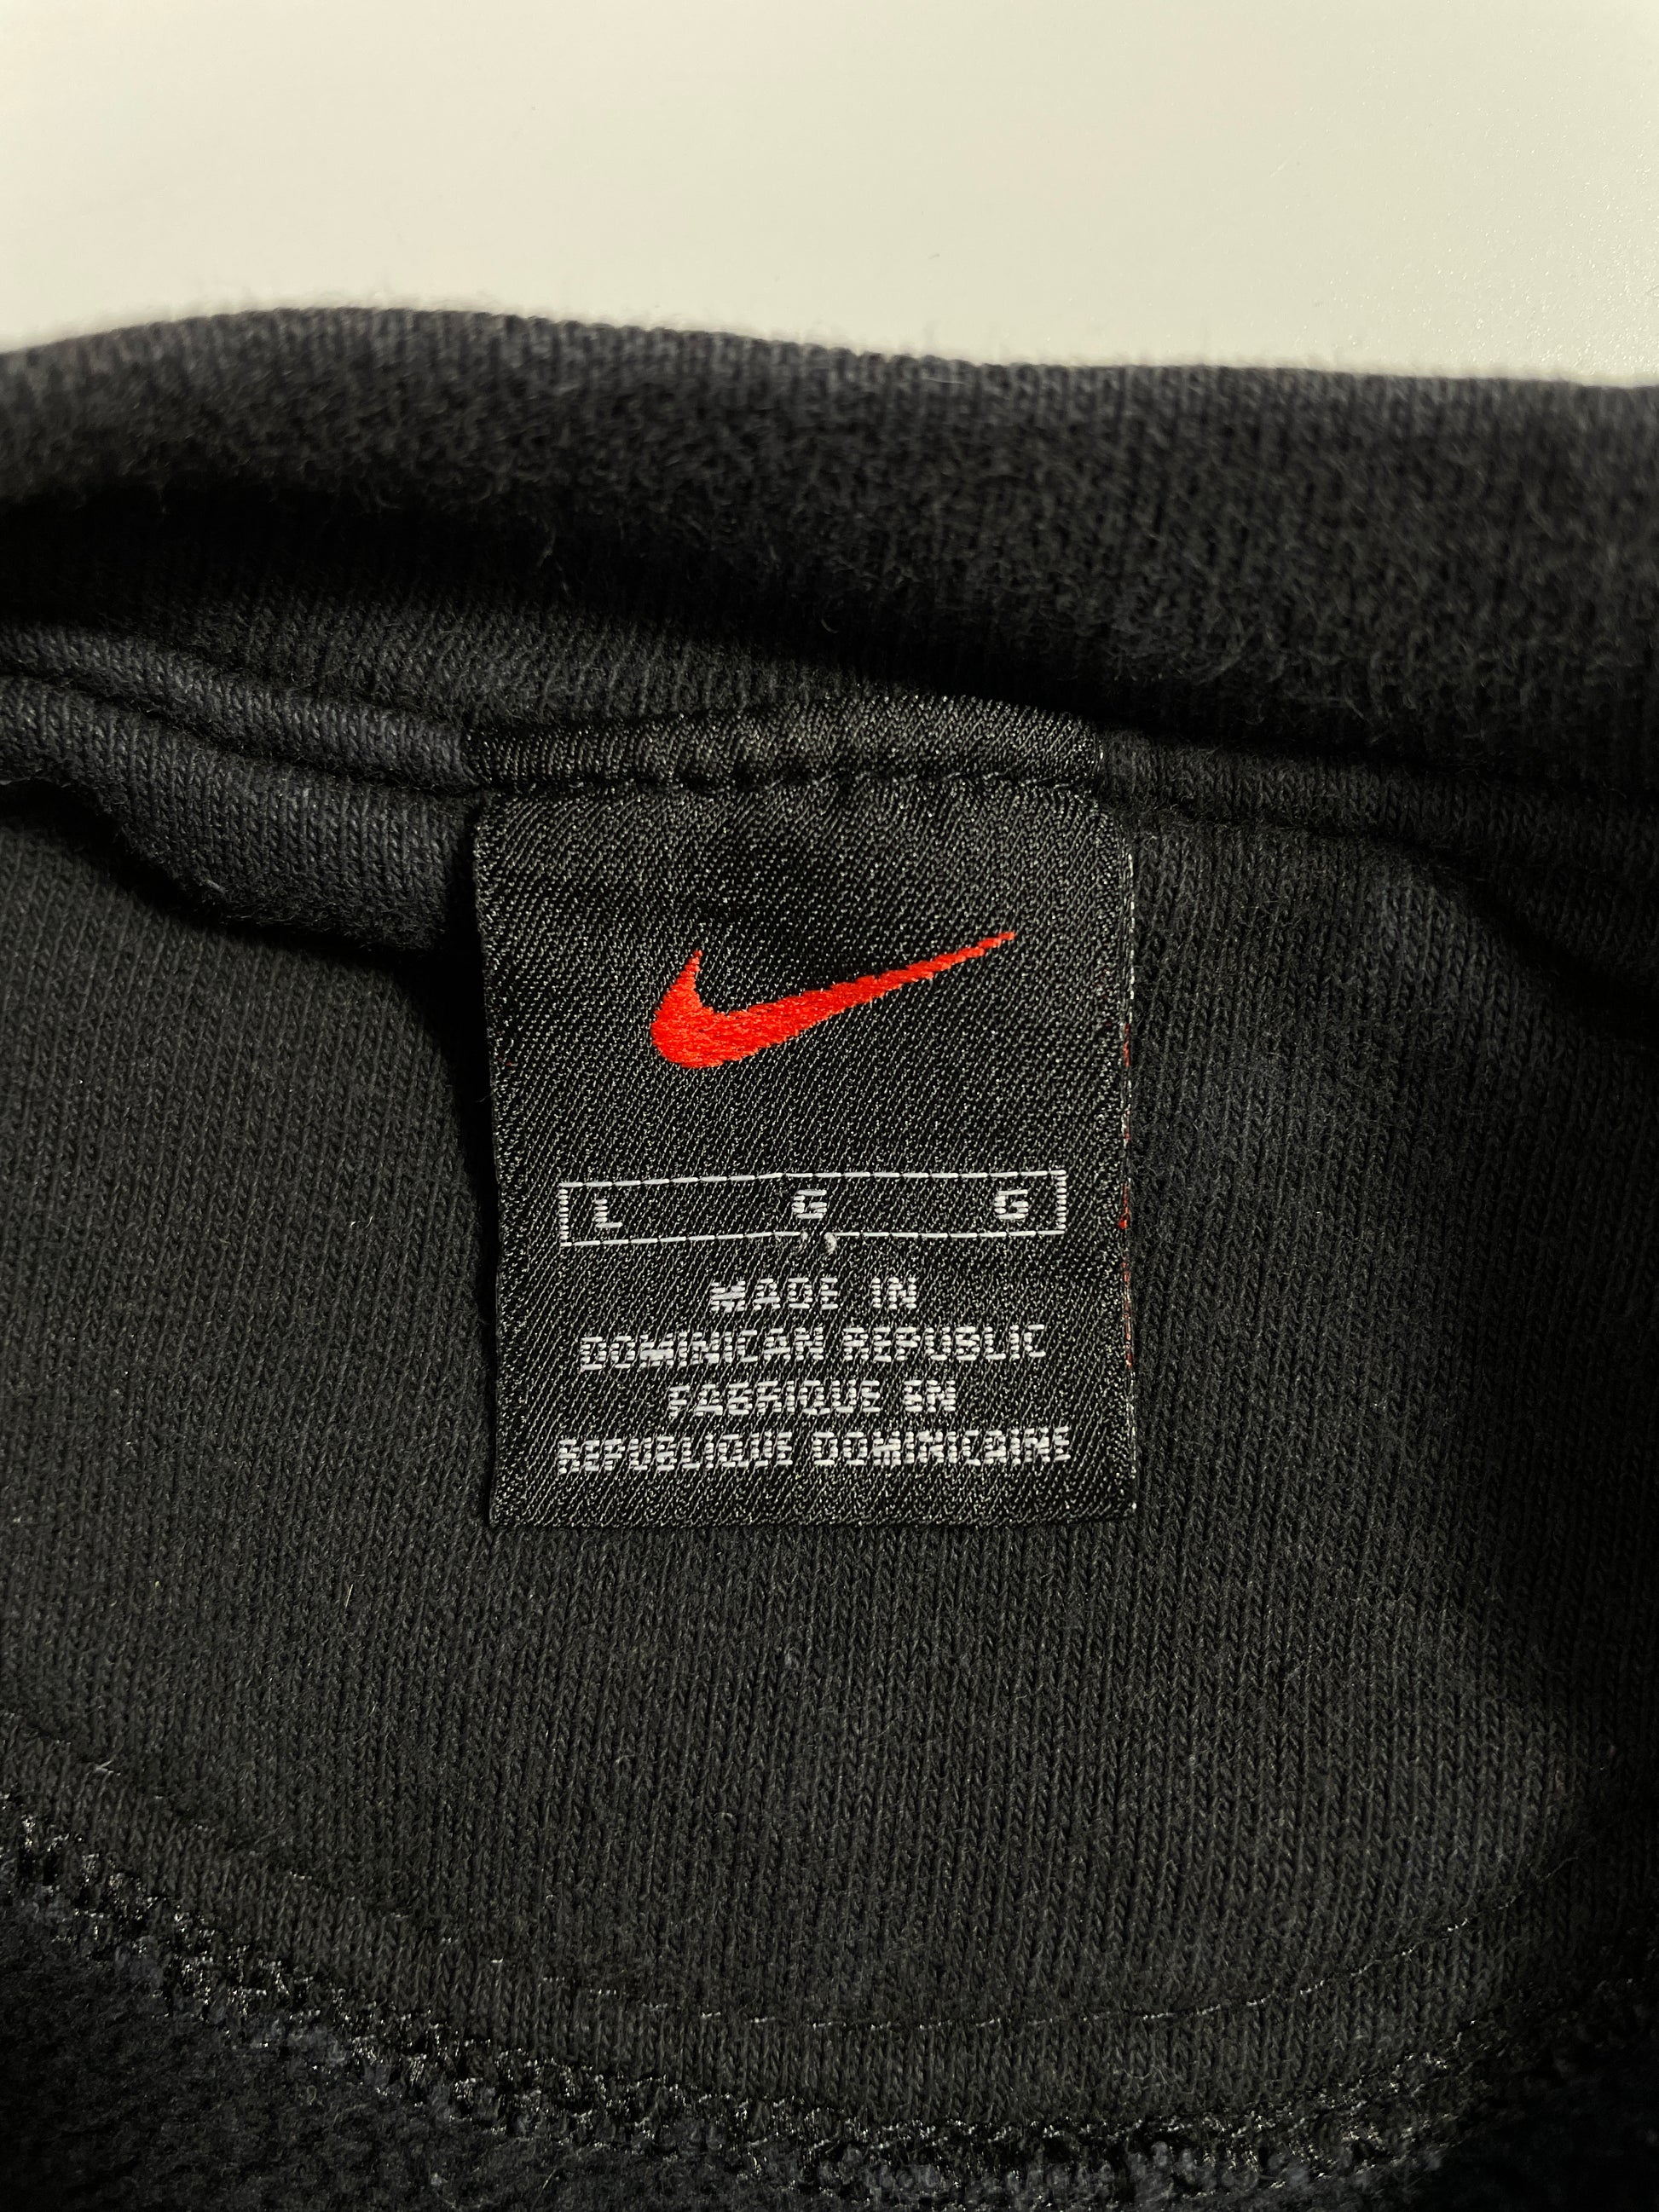 L G G
MADE IN
DOMINICAN REPUBLIC
FABRIQUE EN
REPUBLIQUE DOMINICAINE